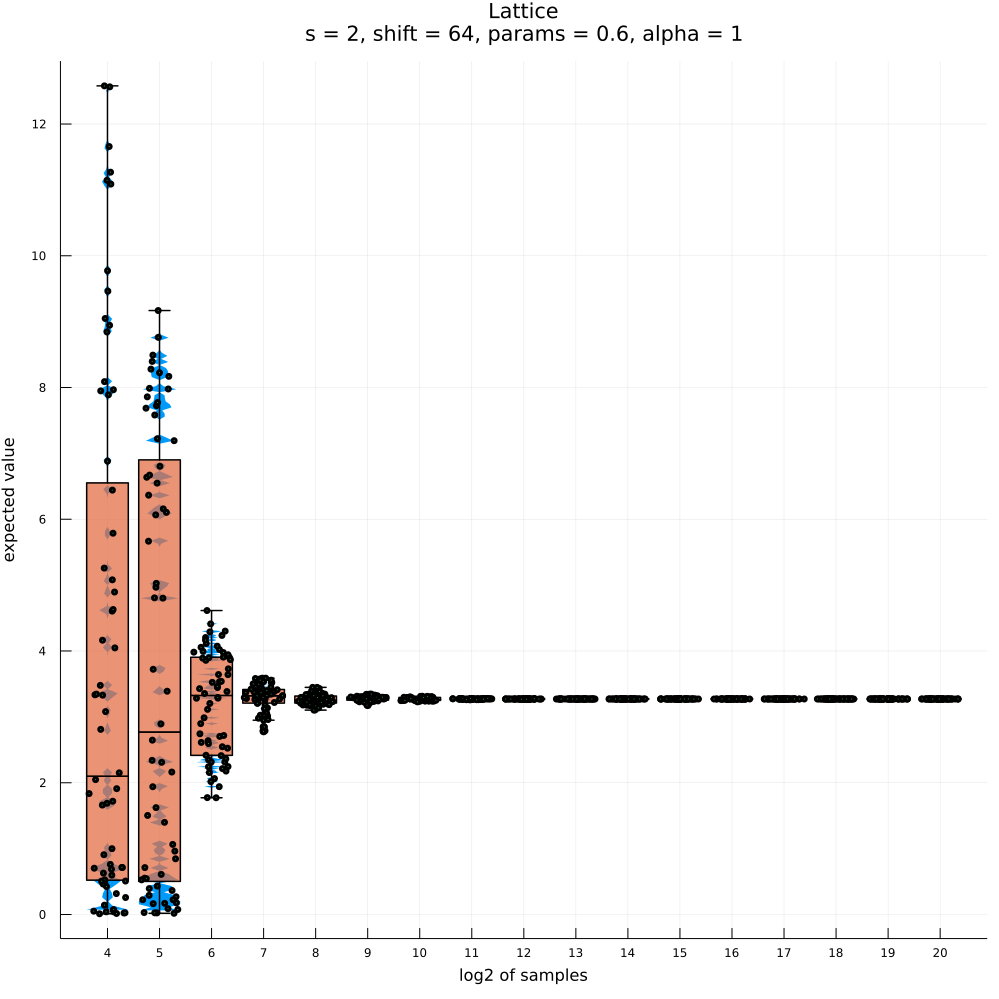 Lattice
s = 2, shift = 64, params = 0.6, alpha = 1
expected value
12
10
8
6
4
2
0
4 5 6 7 8 9 10 11 12 13 14 15 16 17 18 19 20
log2 of samples